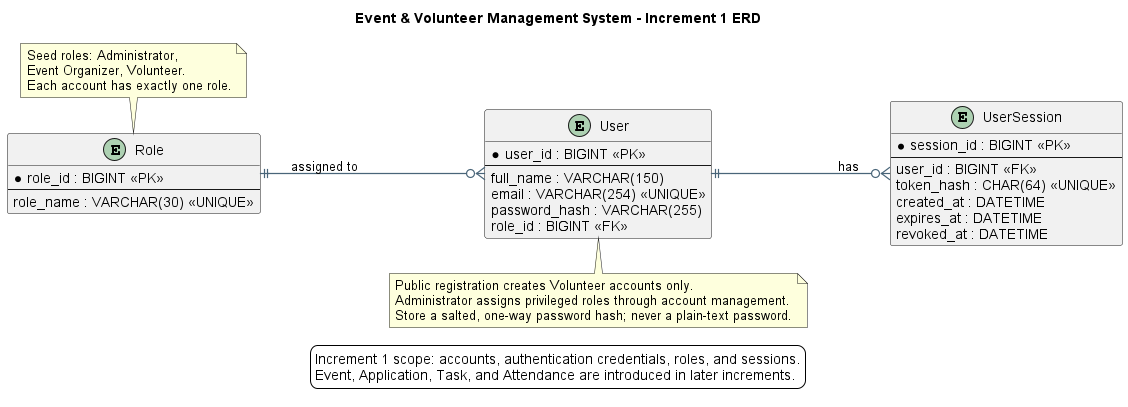 Event & Volunteer Management System - Increment 1 ERD
Seed roles: Administrator,
Event Organizer, Volunteer.
Each account has exactly one role.
E Role
role_id : BIGINT «PK»
role_name : VARCHAR(30) «UNIQUE»
assigned to
E User
user_id : BIGINT «PK»
full_name : VARCHAR(150)
email : VARCHAR(254) «UNIQUE»
password_hash : VARCHAR(255)
role_id : BIGINT «FK»
has
E UserSession
session_id : BIGINT «PK»
user_id : BIGINT «FK»
token_hash : CHAR(64) «UNIQUE»
created_at : DATETIME
expires_at : DATETIME
revoked_at : DATETIME
Public registration creates Volunteer accounts only.
Administrator assigns privileged roles through account management.
Store a salted, one-way password hash; never a plain-text password.
Increment 1 scope: accounts, authentication credentials, roles, and sessions.
Event, Application, Task, and Attendance are introduced in later increments.